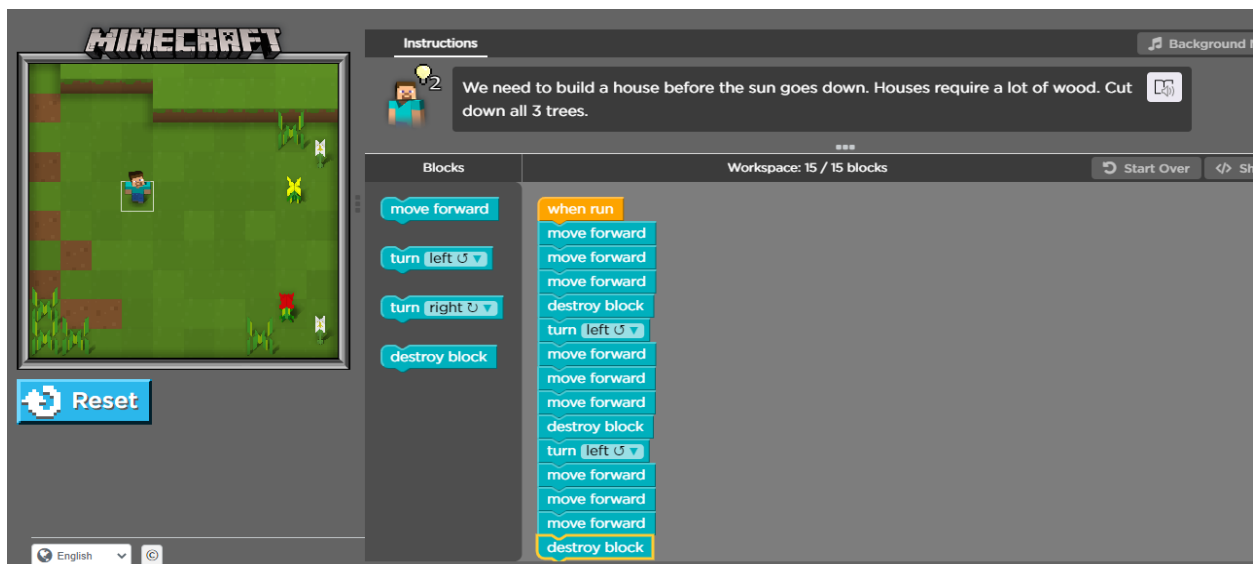 MINECRAFT
Instructions
Background
2
We need to build a house before the sun goes down. Houses require a lot of wood. Cut
down all 3 trees.
Blocks
Workspace: 15 / 15 blocks
Start Over
</> Sh
move forward
turn left ↺ ▼
turn right ↻ ▼
destroy block
when run
move forward
move forward
move forward
destroy block
turn left ↺ ▼
move forward
move forward
move forward
destroy block
turn left ↺ ▼
move forward
move forward
move forward
destroy block
Reset
English
©